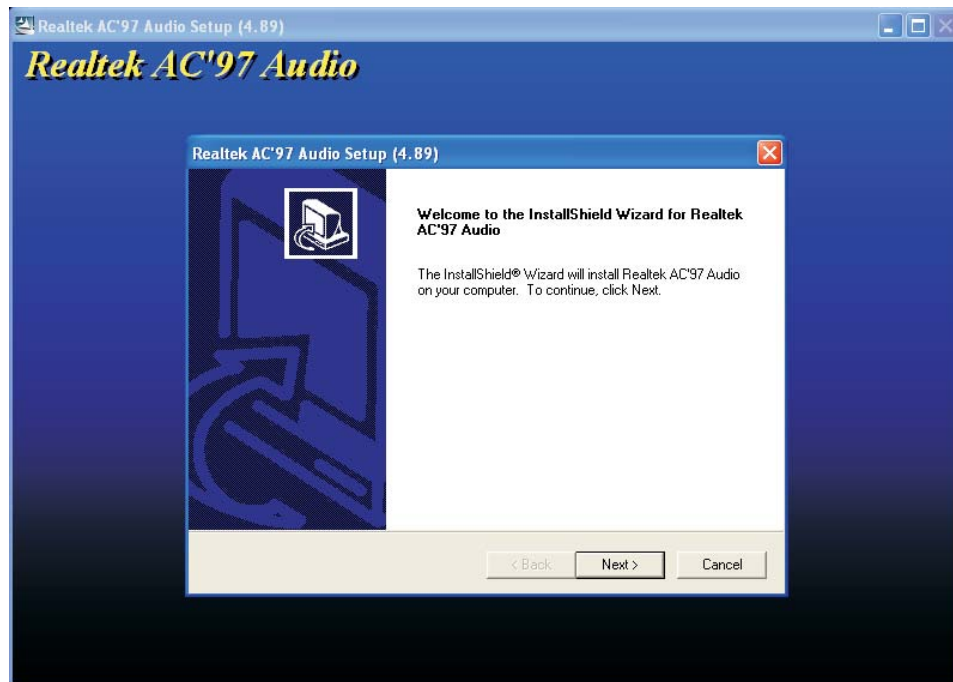 Realtek AC'97 Audio Setup (4.89)
Realtek AC'97 Audio
Realtek AC'97 Audio Setup (4.89)
Welcome to the InstallShield Wizard for Realtek
AC'97 Audio
The InstallShield® Wizard will install Realtek AC'97 Audio
on your computer. To continue, click Next.
< Back Next > Cancel